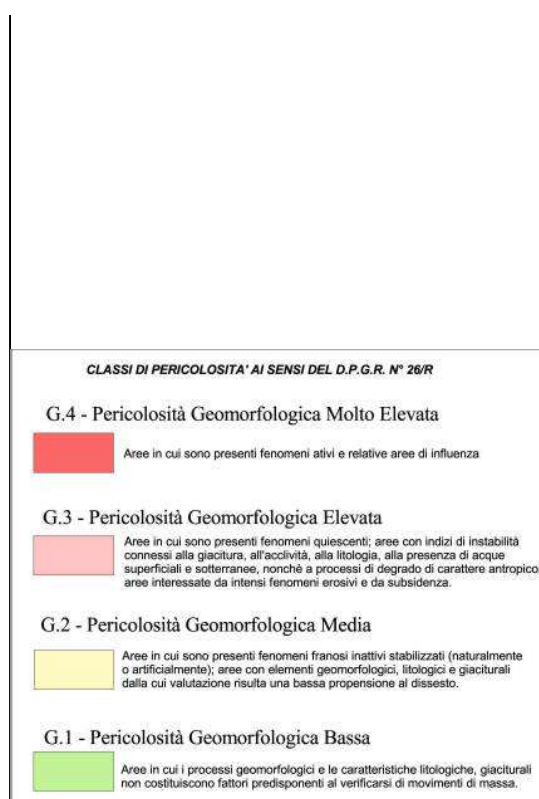 CLASSI DI PERICOLOSITA' AI SENSI DEL D.P.G.R. N° 26/R
G.4 - Pericolosità Geomorfologica Molto Elevata
Aree in cui sono presenti fenomeni ativi e relative aree di influenza
G.3 - Pericolosità Geomorfologica Elevata
Aree in cui sono presenti fenomeni quiescenti; aree con indizi di instabilità
connessi alla giacitura, all'acclività, alla litologia, alla presenza di acque
superficiali e sotterranee, nonchè a processi di degrado di carattere antropico
aree interessate da intensi fenomeni erosivi e da subsidenza.
G.2 - Pericolosità Geomorfologica Media
Aree in cui sono presenti fenomeni franosi inattivi stabilizzati (naturalmente
o artificialmente); aree con elementi geomorfologici, litologici e giaciturali
dalla cui valutazione risulta una bassa propensione al dissesto.
G.1 - Pericolosità Geomorfologica Bassa
Aree in cui i processi geomorfologici e le caratteristiche litologiche, giaciturali
non costituiscono fattori predisponenti al verificarsi di movimenti di massa.